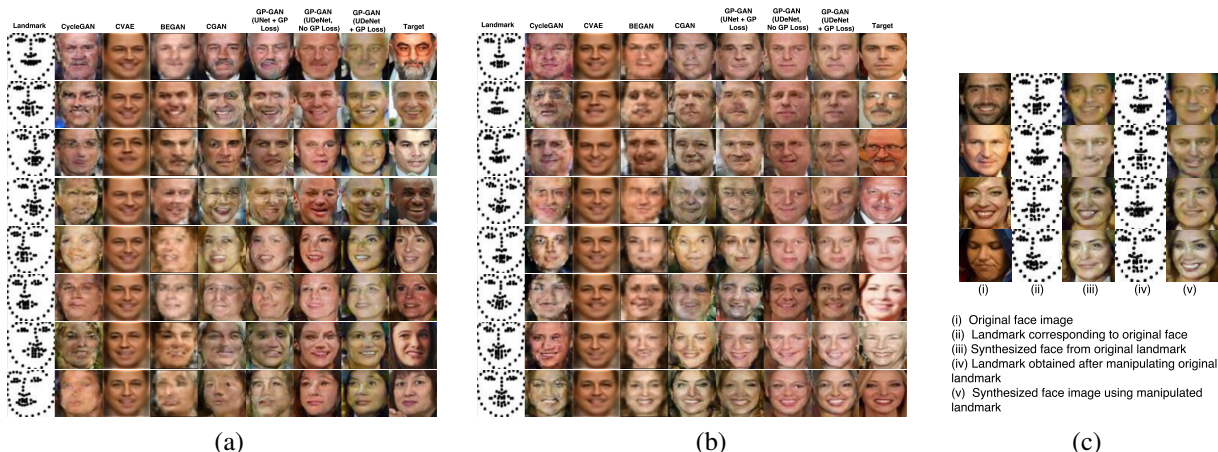 Landmark CycleGAN CVAE BEGAN CGAN GP-GAN (UNet + GP Loss) GP-GAN (UDeNet, No GP Loss) GP-GAN (UDeNet + GP Loss) Target
Landmark CycleGAN CVAE BEGAN CGAN GP-GAN (UNet + GP Loss) GP-GAN (UDeNet, No GP Loss) GP-GAN (UDeNet + GP Loss) Target
(i) (ii) (iii) (iv) (v)
(i) Original face image
(ii) Landmark corresponding to original face
(iii) Synthesized face from original landmark
(iv) Landmark obtained after manipulating original
landmark
(v) Synthesized face image using manipulated
landmark
(a) (b) (c)